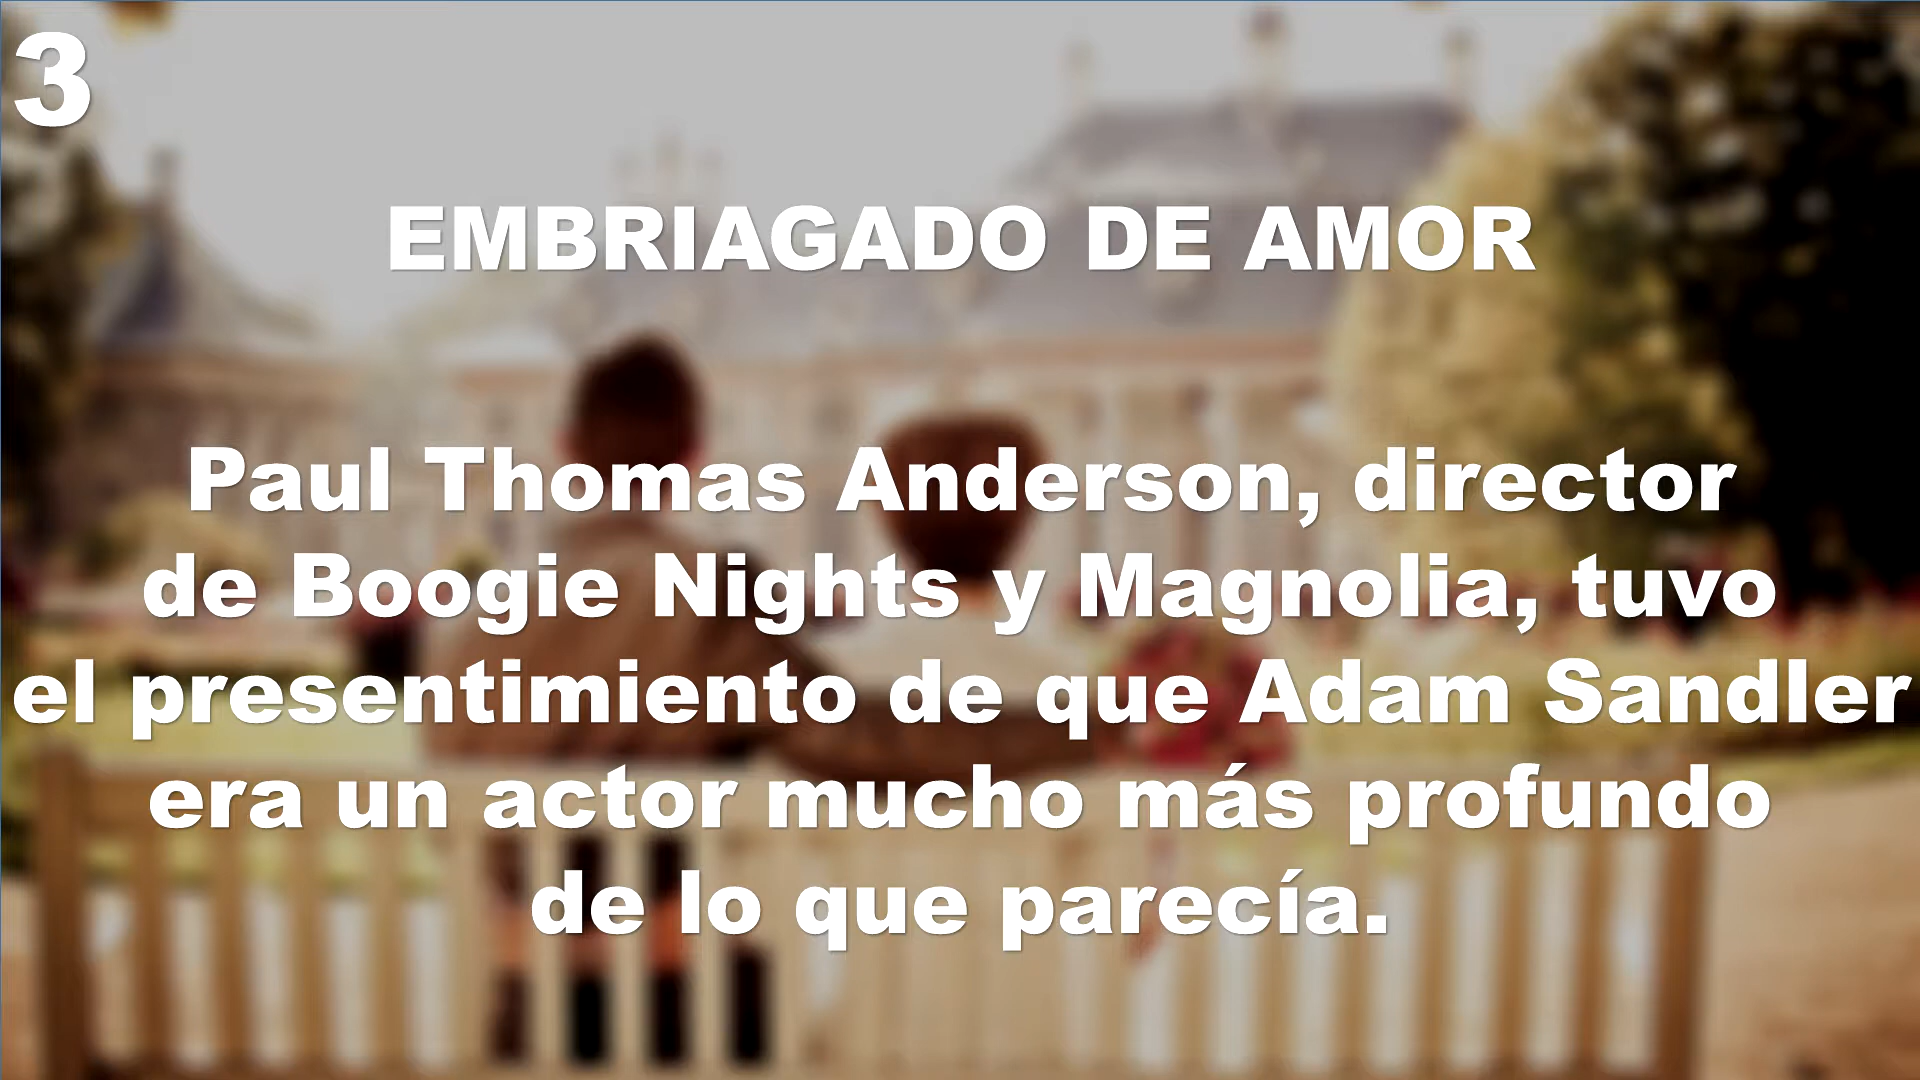 3
EMBRIAGADO DE AMOR
Paul Thomas Anderson, director
de Boogie Nights y Magnolia, tuvo
el presentimiento de que Adam Sandler
era un actor mucho más profundo
de lo que parecía.